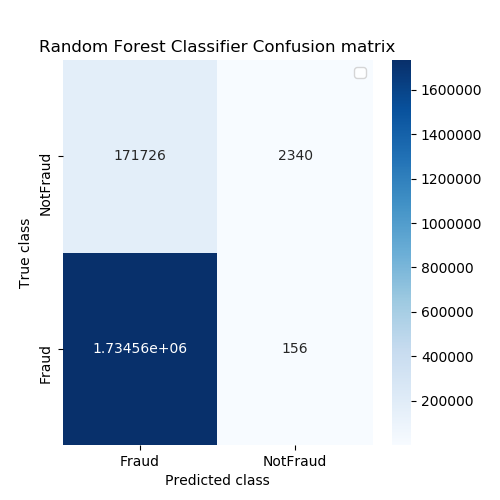 Random Forest Classifier Confusion matrix
NotFraud
171726
2340
Fraud
1.73456e+06
156
True class
Fraud
NotFraud
Predicted class
1600000
1400000
1200000
1000000
800000
600000
400000
200000